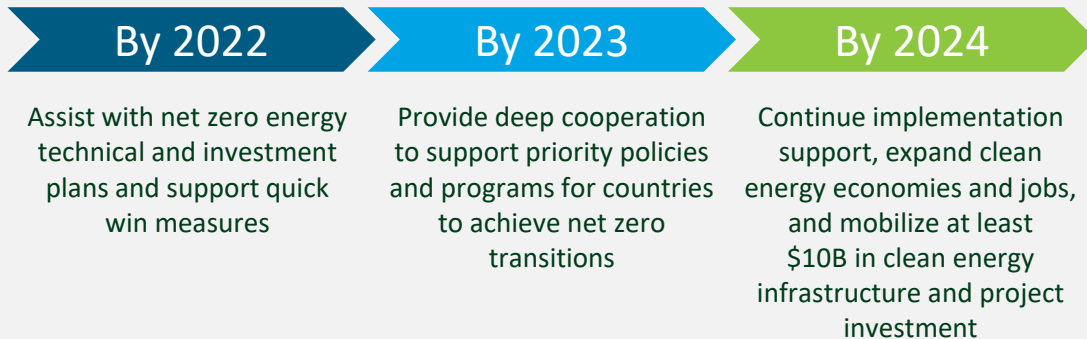 By 2022
By 2023
By 2024
Assist with net zero energy
technical and investment
plans and support quick
win measures
Provide deep cooperation
to support priority policies
and programs for countries
to achieve net zero
transitions
Continue implementation
support, expand clean
energy economies and jobs,
and mobilize at least
$10B in clean energy
infrastructure and project
investment